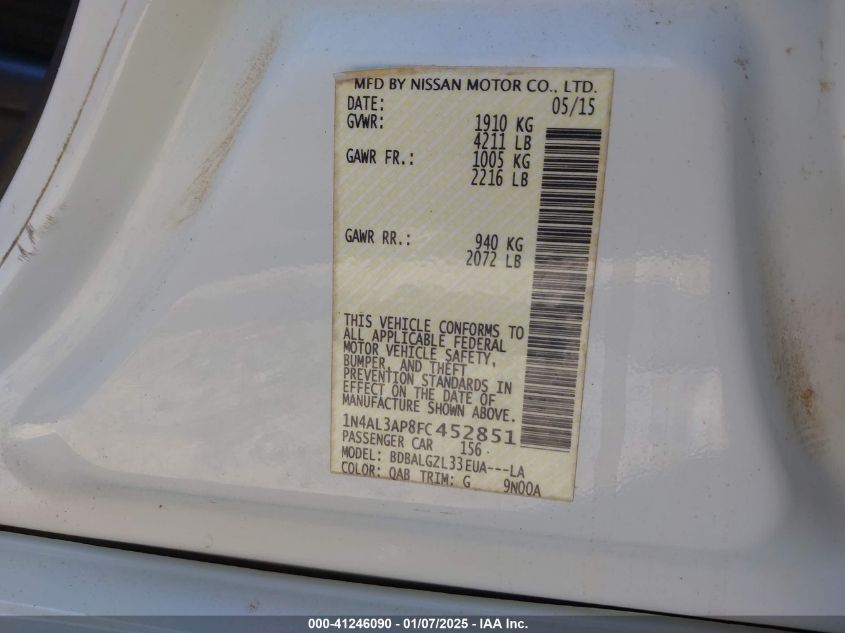 MFD BY NISSAN MOTOR CO., LTD.
DATE: 05/15
GVWR: 1910 KG
4211 LB
GAWR FR.: 1005 KG
2216 LB
GAWR RR.: 940 KG
2072 LB
THIS VEHICLE CONFORMS TO
ALL APPLICABLE FEDERAL
MOTOR VEHICLE SAFETY,
BUMPER, AND THEFT
PREVENTION STANDARDS IN
EFFECT ON THE DATE OF
MANUFACTURE SHOWN ABOVE.
1N4AL3AP8FC452851
PASSENGER CAR 156
MODEL: BDBALGZL33EUA---LA
COLOR: QAB TRIM: G 9N00A
000-41246090 - 01/07/2025 - IAA Inc.